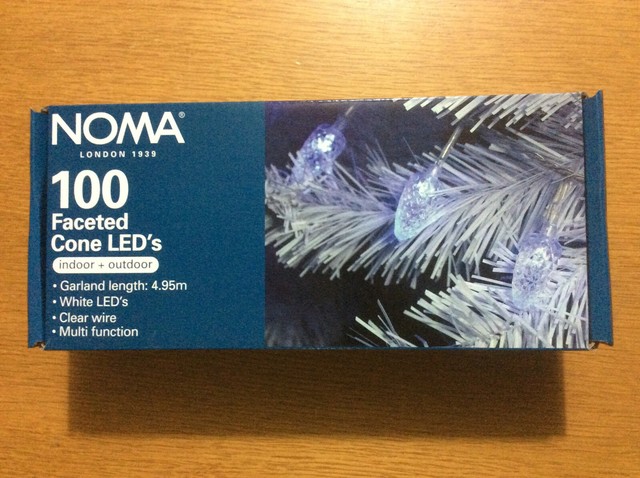 NOMA®
LONDON 1939
100
Faceted
Cone LED's
indoor + outdoor
• Garland length: 4.95m
• White LED's
• Clear wire
• Multi function